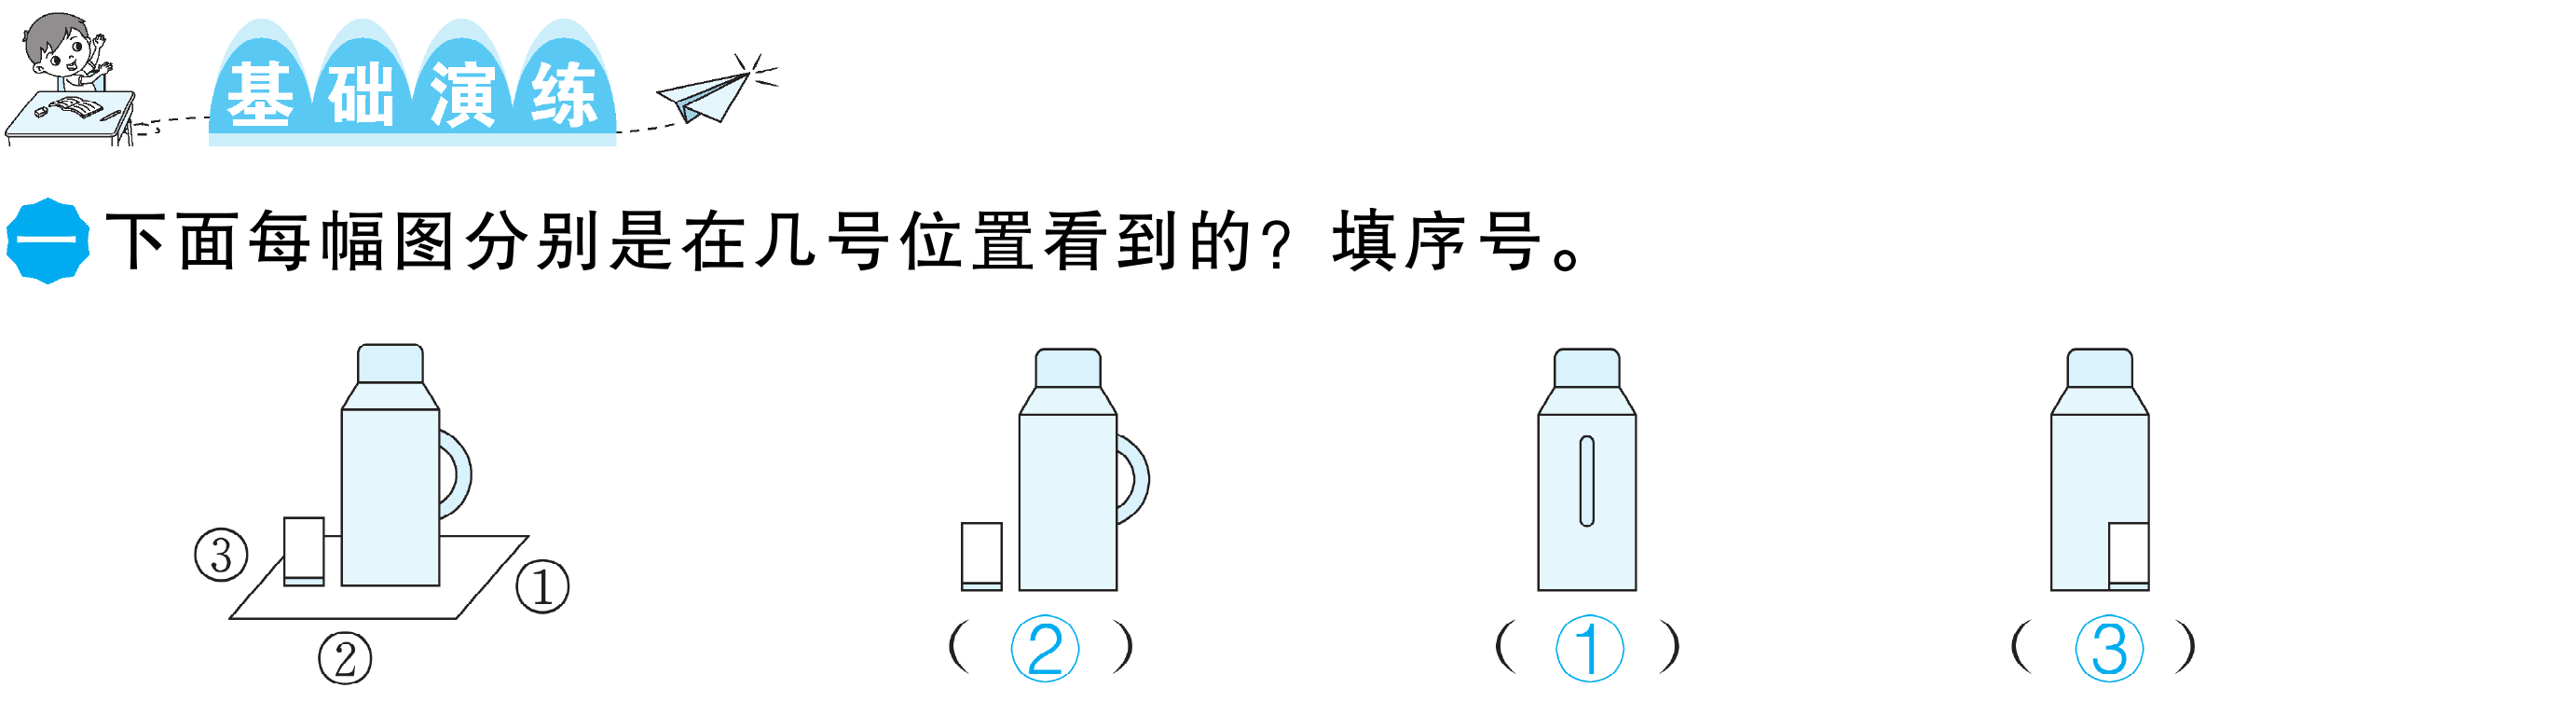 基础演练
一 下面每幅图分别是在几号位置看到的？填序号。
③
①
②
（ ② ） （ ① ） （ ③ ）